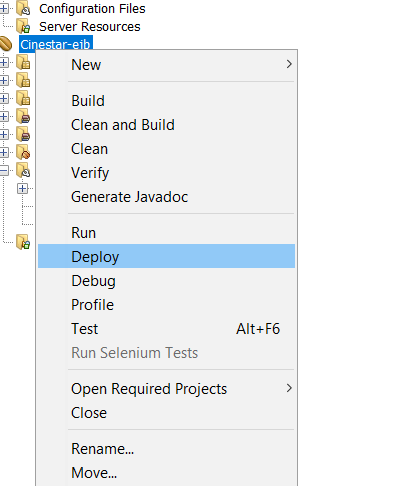 Configuration Files
Server Resources
Cinestar-ejb
New
Build
Clean and Build
Clean
Verify
Generate Javadoc
Run
Deploy
Debug
Profile
Test Alt+F6
Run Selenium Tests
Open Required Projects
Close
Rename...
Move...